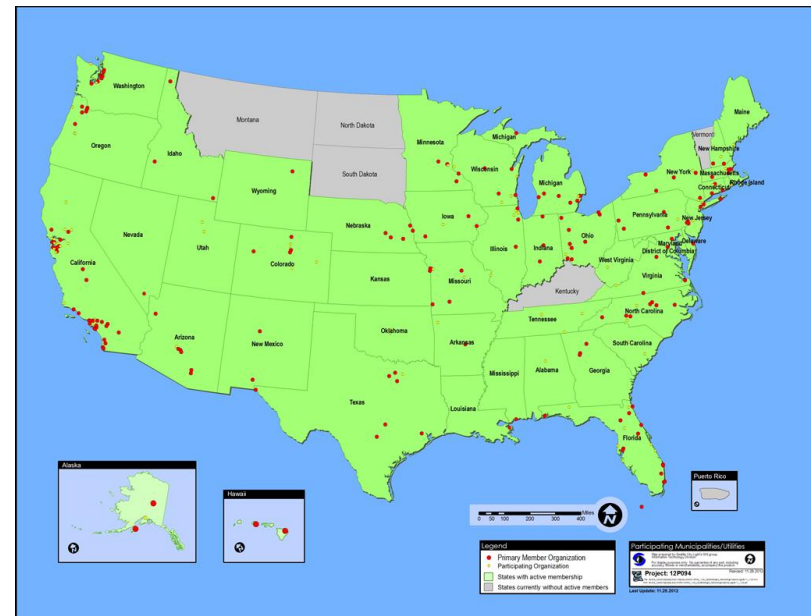 Washington
Montana
North Dakota
Minnesota
Michigan
Maine
Vermont
New Hampshire
Oregon
Idaho
South Dakota
Wisconsin
Michigan
New York
Massachusetts
Rhode Island
Connecticut
Wyoming
Nebraska
Iowa
Pennsylvania
New Jersey
Nevada
Utah
Colorado
Illinois
Indiana
Ohio
Maryland
Delaware
District of Columbia
West Virginia
California
Kansas
Missouri
Virginia
Kentucky
Arizona
New Mexico
Oklahoma
Arkansas
Tennessee
North Carolina
South Carolina
Texas
Louisiana
Mississippi
Alabama
Georgia
Florida
Alaska
Hawaii
Puerto Rico
0 50 100 200 300 400
Miles
N
Legend
Primary Member Organization
Participating Organization
States with active membership
States currently without active members
Participating Municipalities/Utilities
Project: 12P094
Last Update: 11.28.2012